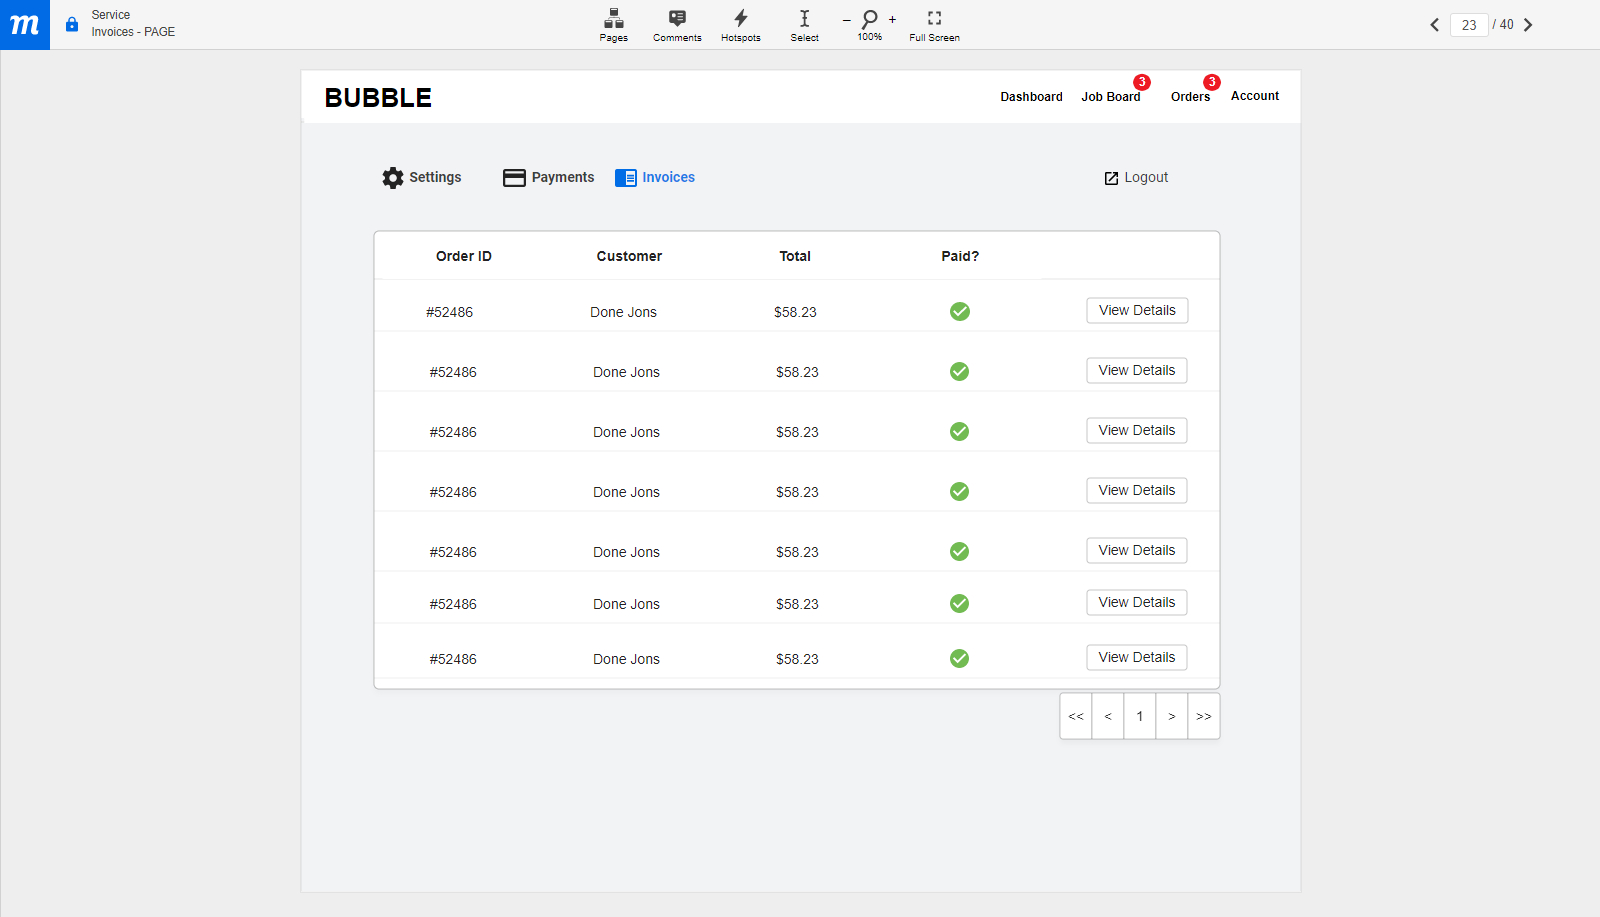 m
Service
Invoices - PAGE
Pages
Comments
Hotspots
Select
– 100% +
Full Screen
23 / 40
BUBBLE
Dashboard Job Board 3 Orders 3 Account
Settings Payments Invoices Logout
Order ID Customer Total Paid?
#52486 Done Jons $58.23 View Details
#52486 Done Jons $58.23 View Details
#52486 Done Jons $58.23 View Details
#52486 Done Jons $58.23 View Details
#52486 Done Jons $58.23 View Details
#52486 Done Jons $58.23 View Details
#52486 Done Jons $58.23 View Details
<< < 1 > >>